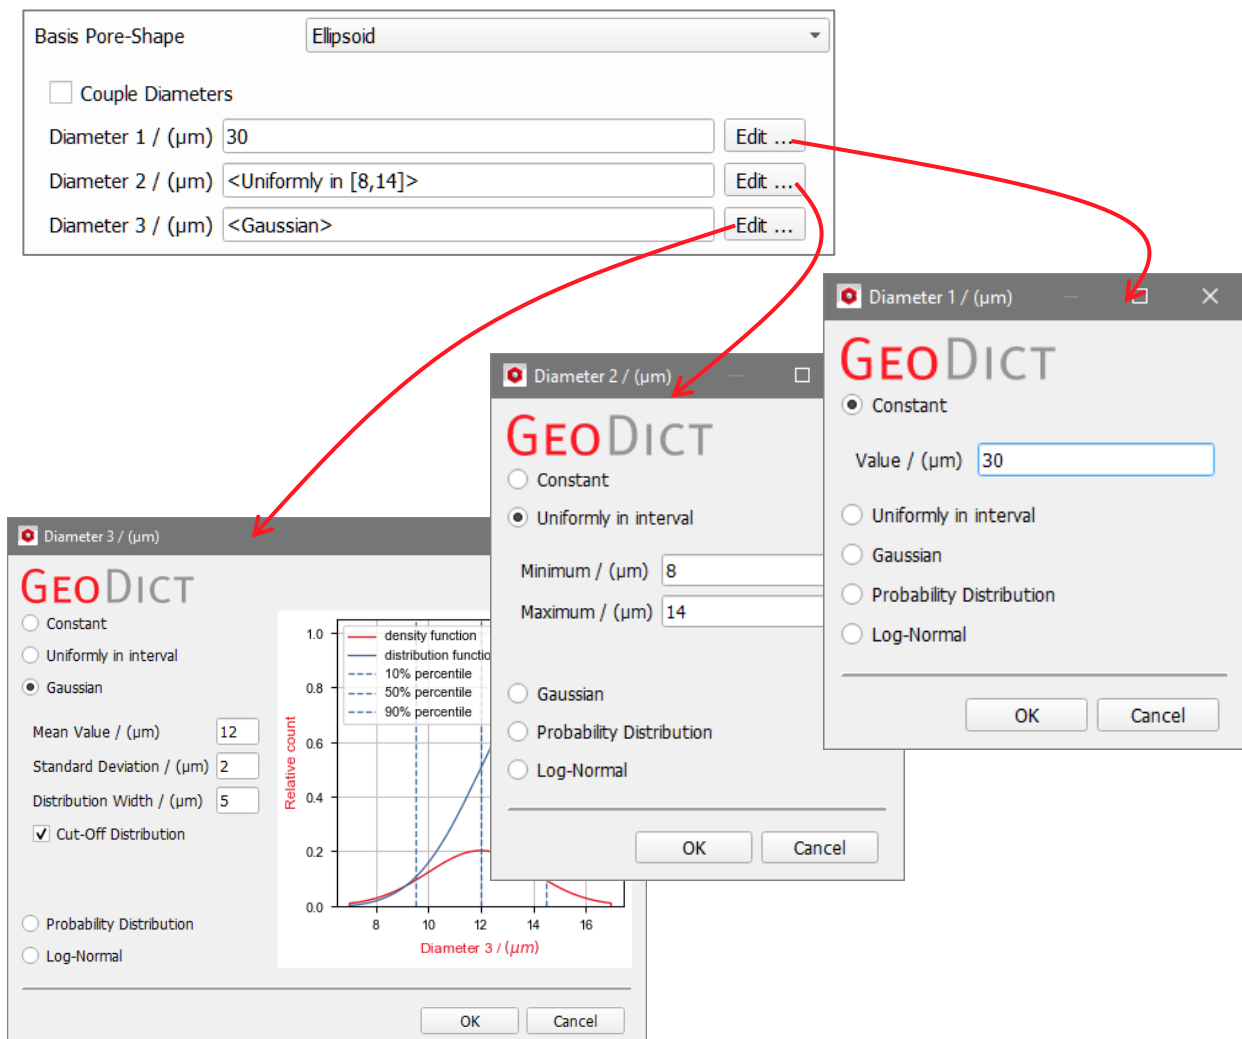 Basis Pore-Shape Ellipsoid
Couple Diameters
Diameter 1 / (µm) 30 Edit ...
Diameter 2 / (µm) <Uniformly in [8,14]> Edit ...
Diameter 3 / (µm) <Gaussian> Edit ...
Diameter 1 / (µm)
GEODICT
Constant
Value / (µm) 30
Uniformly in interval
Gaussian
Probability Distribution
Log-Normal
OK Cancel
Diameter 2 / (µm)
GEODICT
Constant
Uniformly in interval
Minimum / (µm) 8
Maximum / (µm) 14
Gaussian
Probability Distribution
Log-Normal
OK Cancel
Diameter 3 / (µm)
GEODICT
Constant
Uniformly in interval
Gaussian
Mean Value / (µm) 12
Standard Deviation / (µm) 2
Distribution Width / (µm) 5
Cut-Off Distribution
Probability Distribution
Log-Normal
density function
distribution functio
10% percentile
50% percentile
90% percentile
Relative count
1.0
0.8
0.6
0.4
0.2
0.0
8 10 12 14 16
Diameter 3 / (µm)
OK Cancel